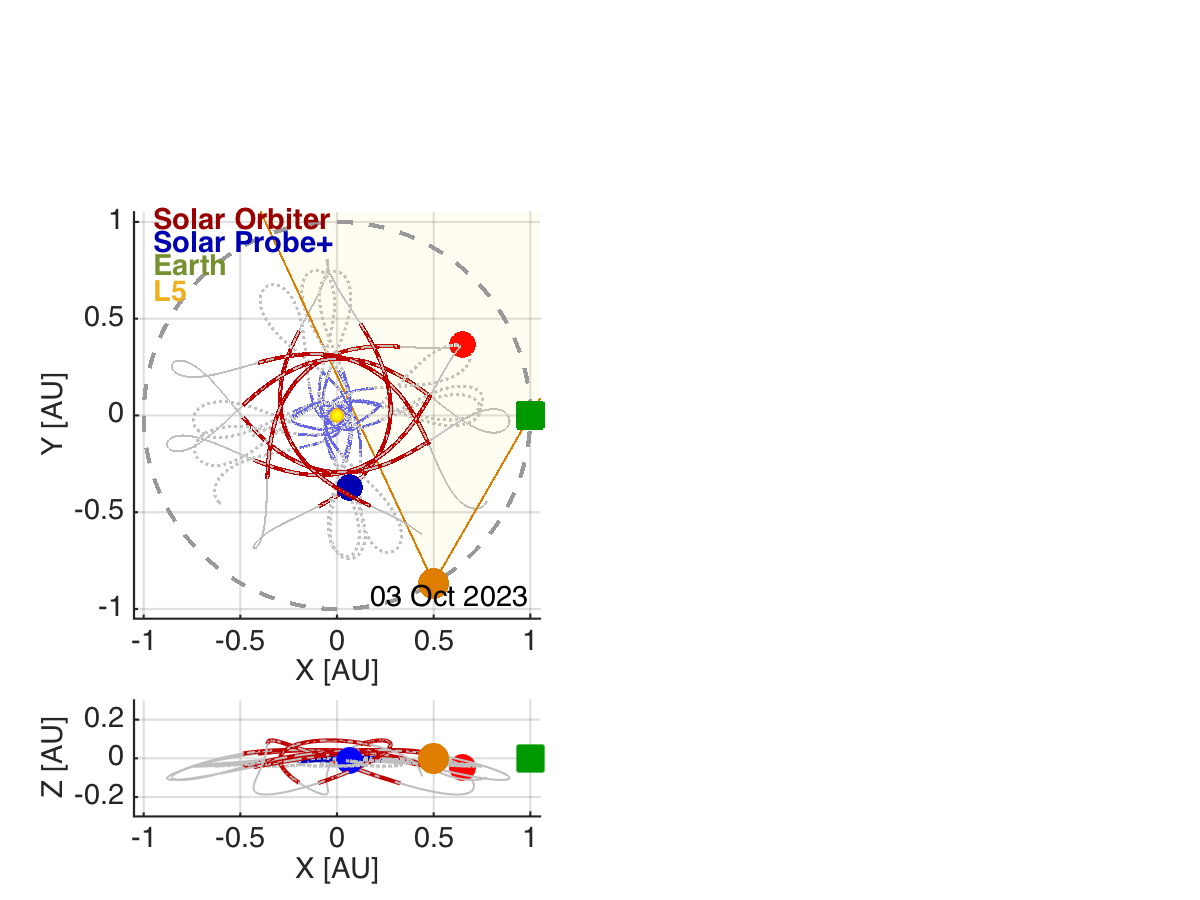 Solar Orbiter
Solar Probe+
Earth
L5
1
0.5
0
-0.5
-1
Y [AU]
03 Oct 2023
-1 -0.5 0 0.5 1
X [AU]
0.2
0
-0.2
Z [AU]
-1 -0.5 0 0.5 1
X [AU]